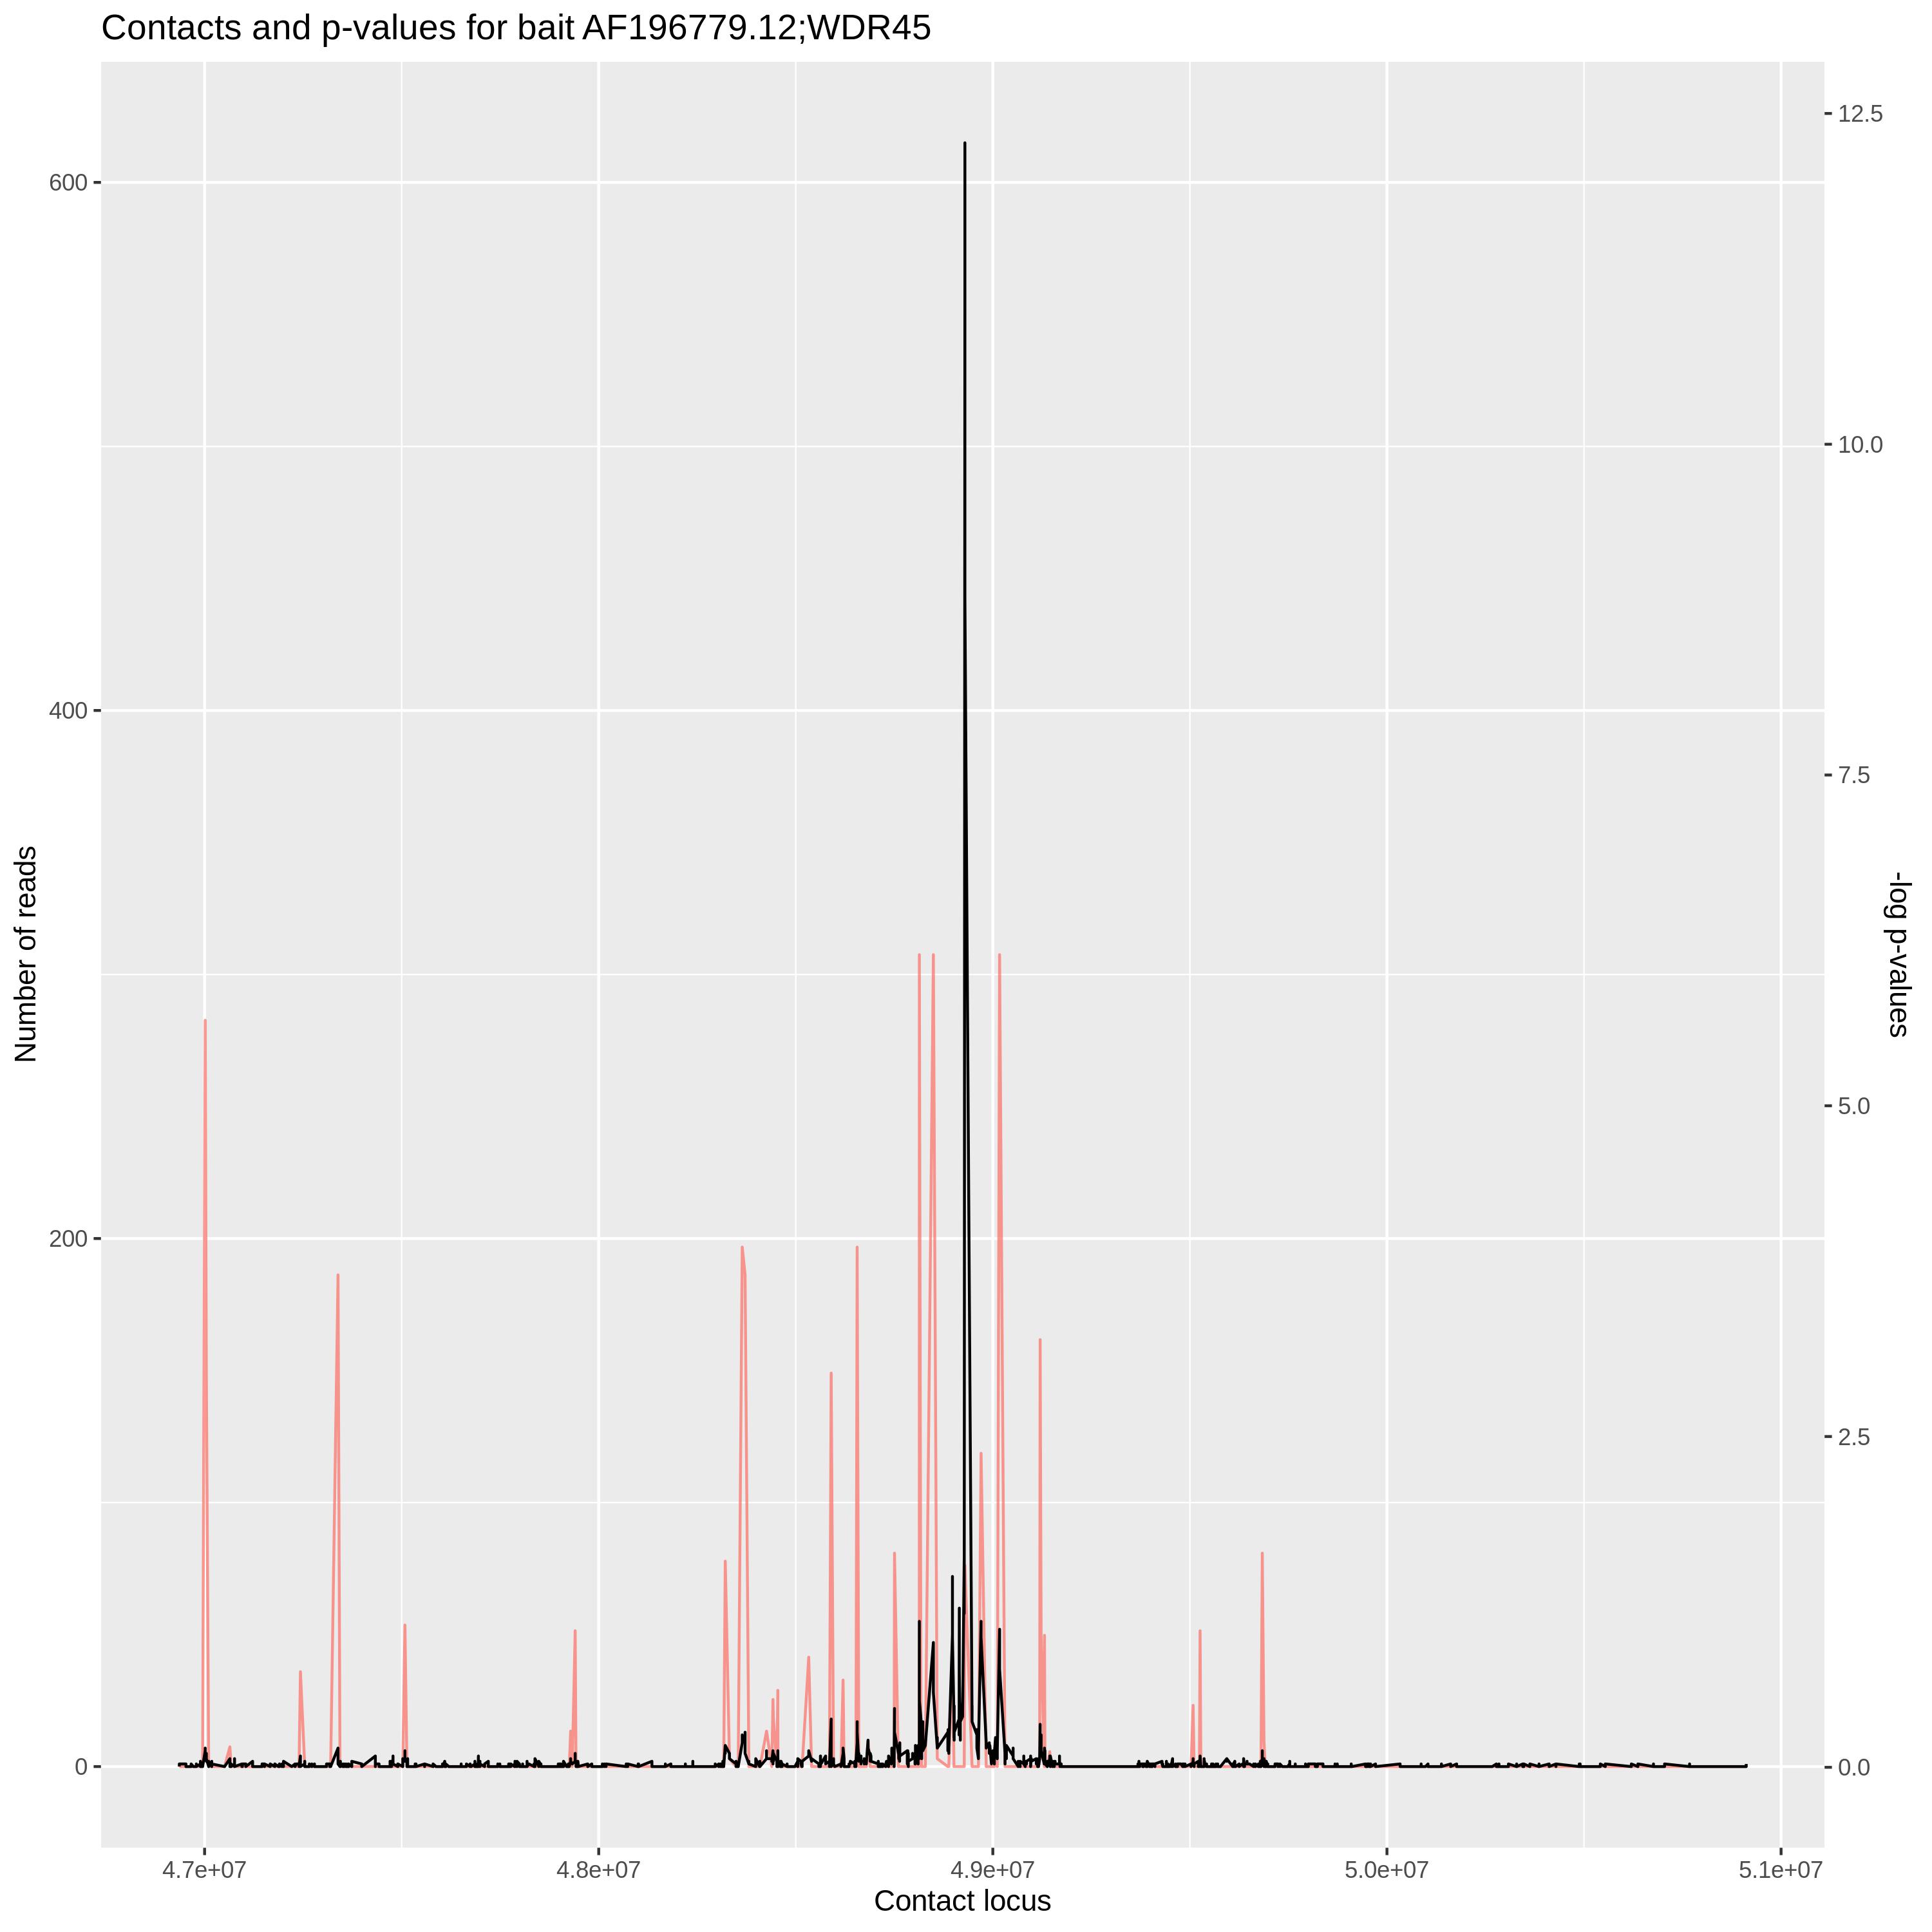 Contacts and p-values for bait AF196779.12;WDR45
600
400
200
0
Number of reads
12.5
10.0
7.5
5.0
2.5
0.0
-log p-values
4.7e+07
4.8e+07
4.9e+07
5.0e+07
5.1e+07
Contact locus